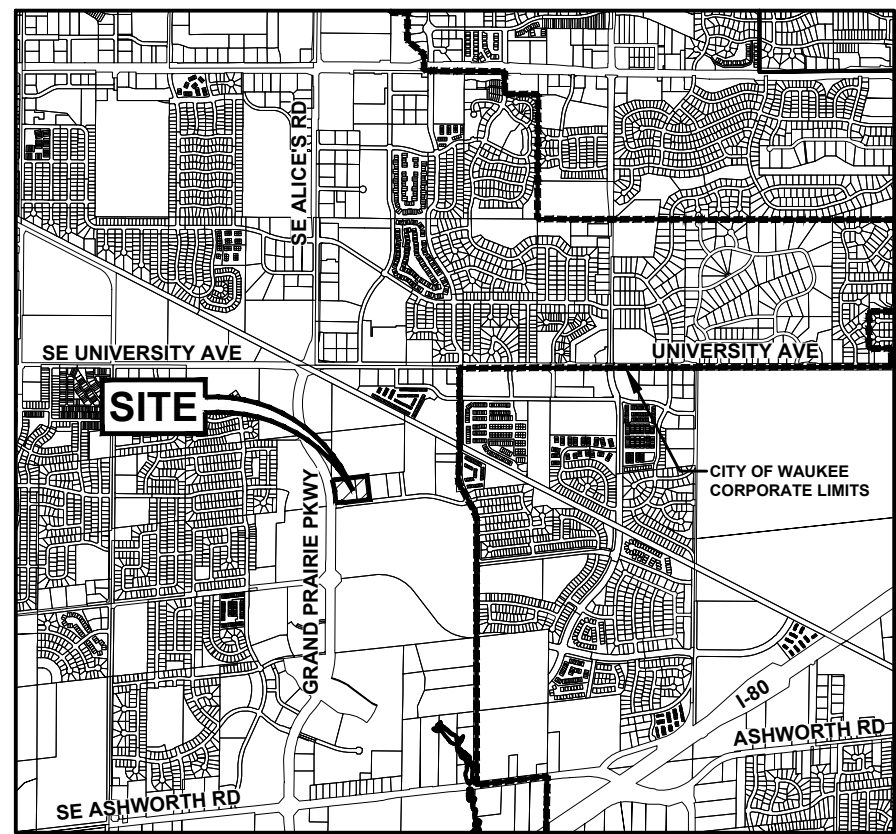 SE ALICE'S RD
SE UNIVERSITY AVE
UNIVERSITY AVE
SITE
CITY OF WAUKEE
CORPORATE LIMITS
GRAND PRAIRIE PKWY
I-80
ASHWORTH RD
SE ASHWORTH RD